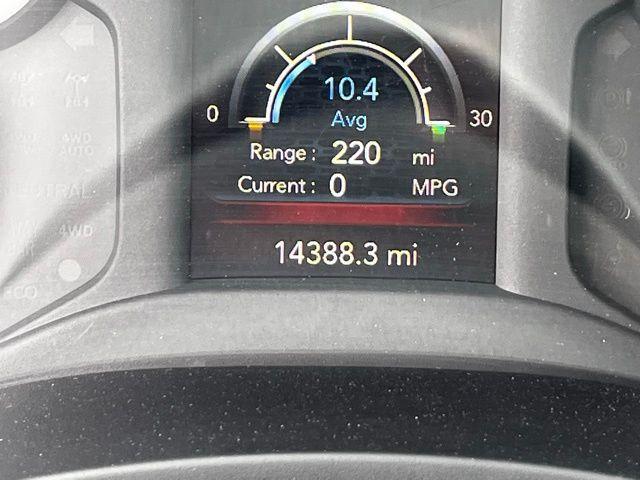 10.4
Avg
0 30
Range: 220 mi
Current: 0 MPG
14388.3 mi
4WD
AUTO
4WD